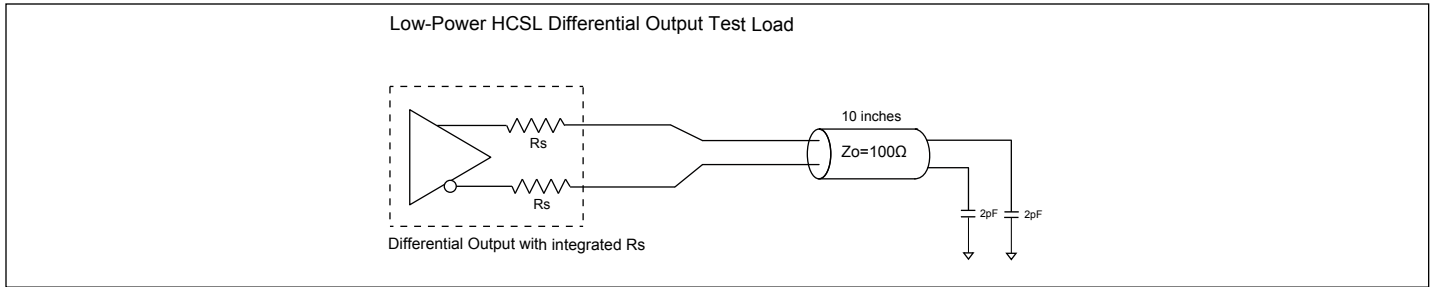 Low-Power HCSL Differential Output Test Load
10 inches
Rs
Zo=100Ω
Rs
2pF
2pF
Differential Output with integrated Rs